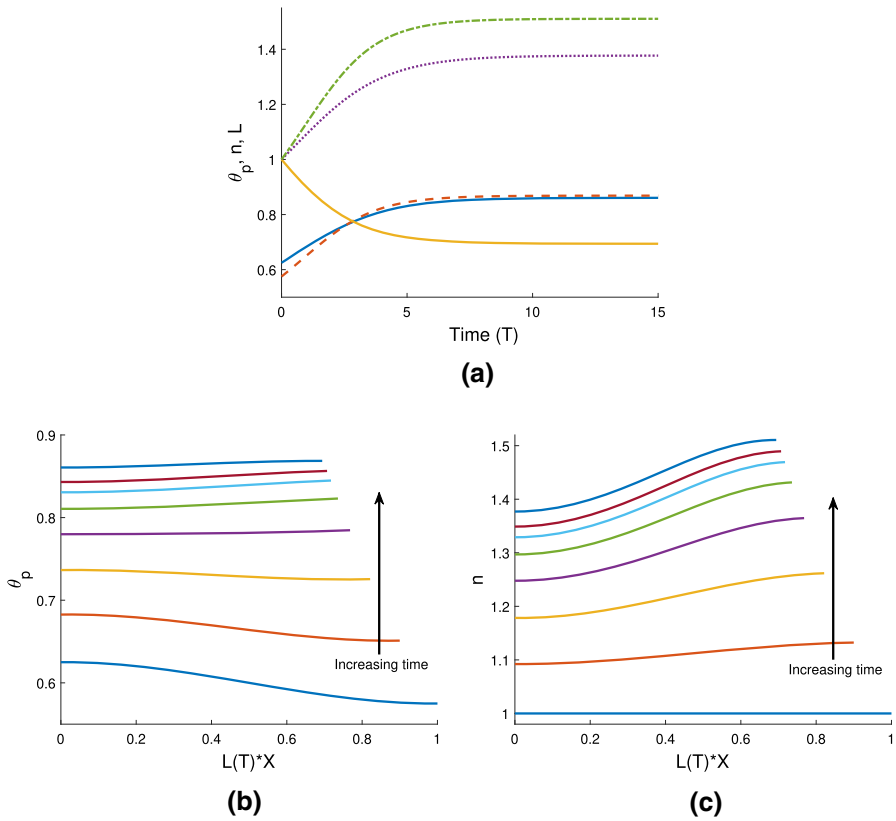 1.4
1.2
1
0.8
0.6
θp, n, L
0 5 10 15
Time (T)
(a)
0.9
0.8
0.7
0.6
θp
Increasing time
0 0.2 0.4 0.6 0.8 1
L(T)*X
(b)
1.5
1.4
1.3
1.2
1.1
1
n
Increasing time
0 0.2 0.4 0.6 0.8 1
L(T)*X
(c)